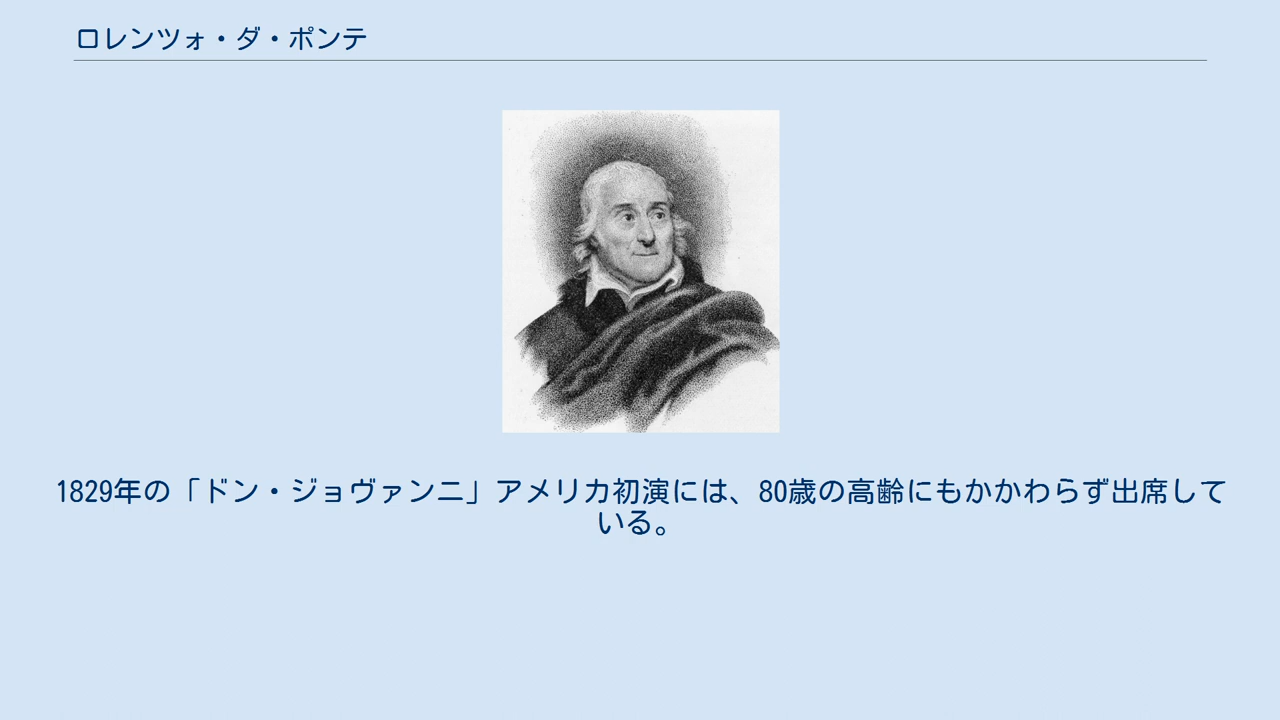 ロレンツォ・ダ・ポンテ
1829年の「ドン・ジョヴァンニ」アメリカ初演には、80歳の高齢にもかかわらず出席して
いる。